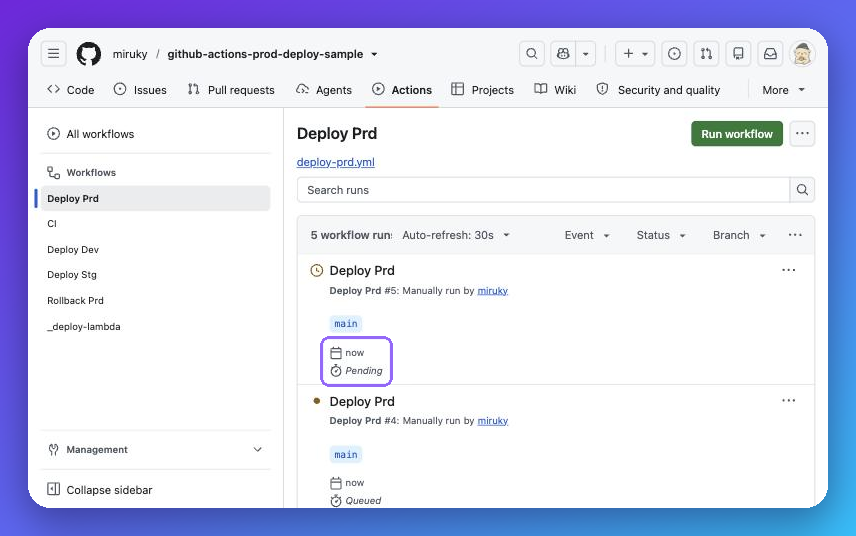 miruky / github-actions-prod-deploy-sample
Code Issues Pull requests Agents Actions Projects Wiki Security and quality More
All workflows
Workflows
Deploy Prd
CI
Deploy Dev
Deploy Stg
Rollback Prd
_deploy-lambda
Management
Collapse sidebar
Deploy Prd
Run workflow
deploy-prd.yml
Search runs
5 workflow runs Auto-refresh: 30s Event Status Branch
Deploy Prd
Deploy Prd #5: Manually run by miruky
main
now
Pending
Deploy Prd
Deploy Prd #4: Manually run by miruky
main
now
Queued